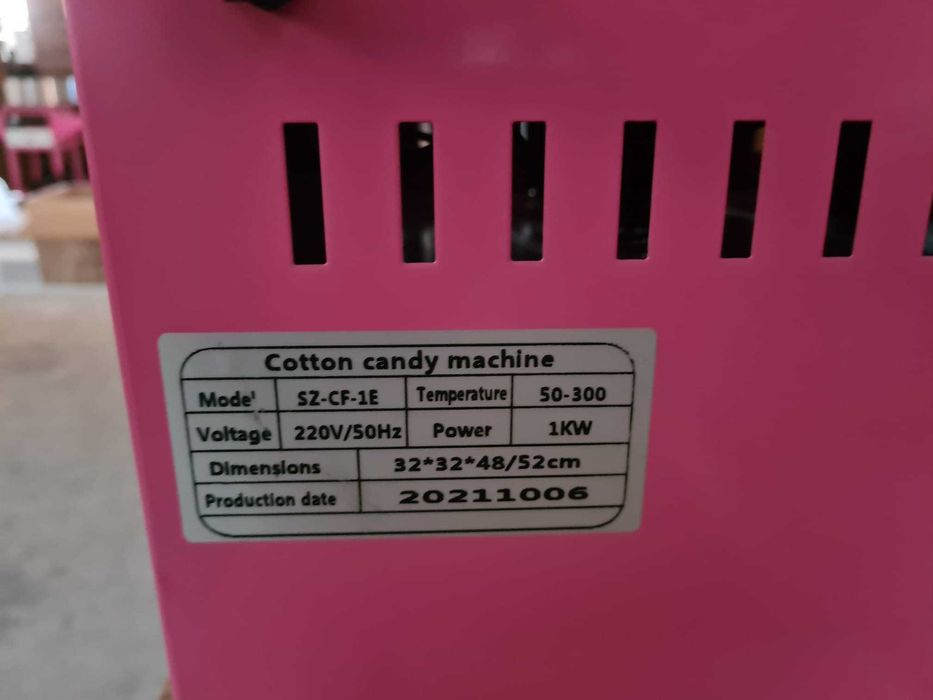 Cotton candy machine
Mode' SZ-CF-1E Temperature 50-300
Voltage 220V/50Hz Power 1KW
Dimensions 32*32*48/52cm
Production date 20211006